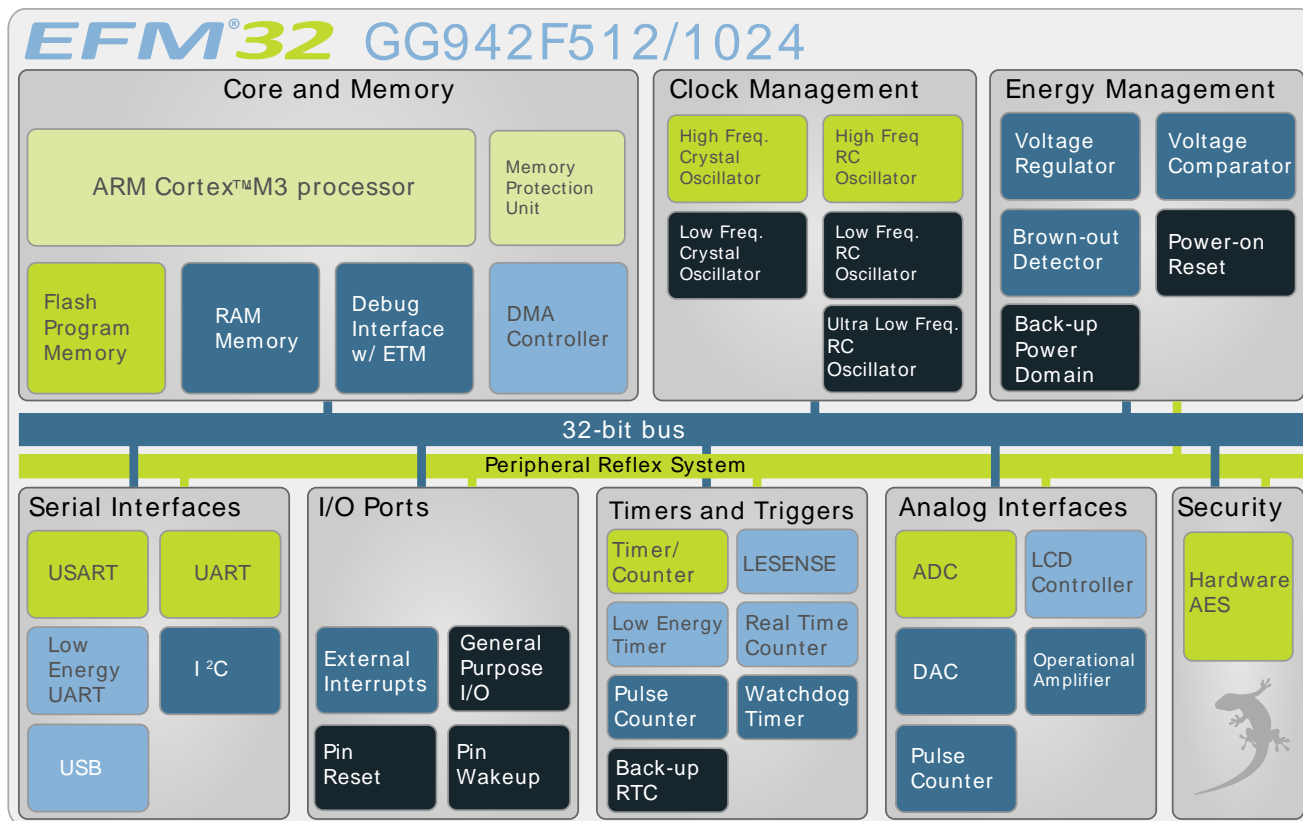 EFM®32 GG942F512/1024
Core and Memory
ARM Cortex™M3 processor
Memory
Protection
Unit
Flash
Program
Memory
RAM
Memory
Debug
Interface
w/ ETM
DMA
Controller
Clock Management
High Freq.
Crystal
Oscillator
High Freq
RC
Oscillator
Low Freq.
Crystal
Oscillator
Low Freq.
RC
Oscillator
Ultra Low Freq.
RC
Oscillator
Energy Management
Voltage
Regulator
Voltage
Comparator
Brown-out
Detector
Power-on
Reset
Back-up
Power
Domain
32-bit bus
Peripheral Reflex System
Serial Interfaces
USART
UART
Low
Energy
UART
I²C
USB
I/O Ports
External
Interrupts
General
Purpose
I/O
Pin
Reset
Pin
Wakeup
Timers and Triggers
Timer/
Counter
LESENSE
Low Energy
Timer
Real Time
Counter
Pulse
Counter
Watchdog
Timer
Back-up
RTC
Analog Interfaces
ADC
LCD
Controller
DAC
Operational
Amplifier
Pulse
Counter
Security
Hardware
AES